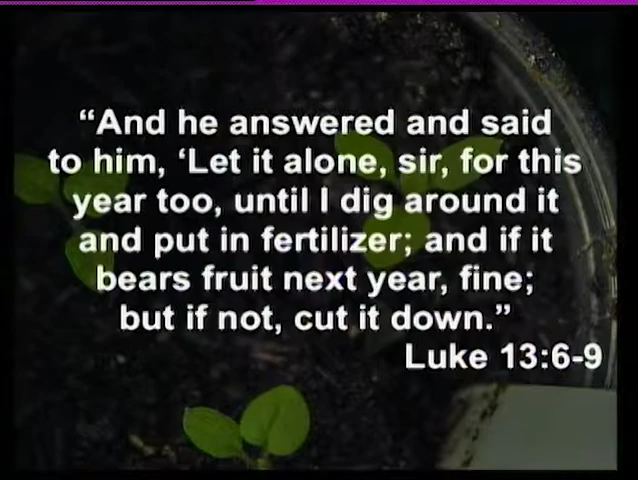 “And he answered and said
to him, ‘Let it alone, sir, for this
year too, until I dig around it
and put in fertilizer; and if it
bears fruit next year, fine;
but if not, cut it down.”
Luke 13:6-9